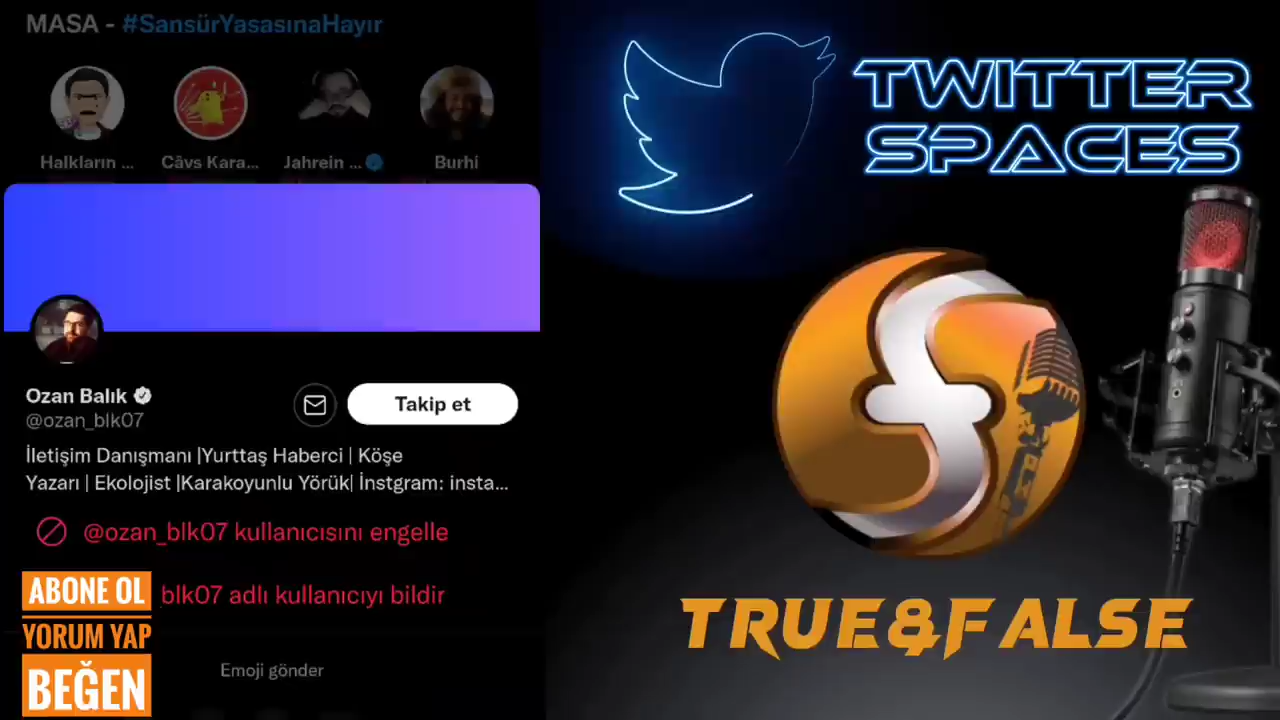 MASA - #SansürYasasınaHayır
Halkların ...
Câvs Kara...
Jahrein ...
Burhi
Ozan Balık
@ozan_blk07
Takip et
İletişim Danışmanı |Yurttaş Haberci | Köşe
Yazarı | Ekolojist |Karakoyunlu Yörük| İnstgram: insta...
@ozan_blk07 kullanıcısını engelle
blk07 adlı kullanıcıyı bildir
Emoji gönder
ABONE OL
YORUM YAP
BEĞEN
TWITTER
SPACES
TRUE&FALSE